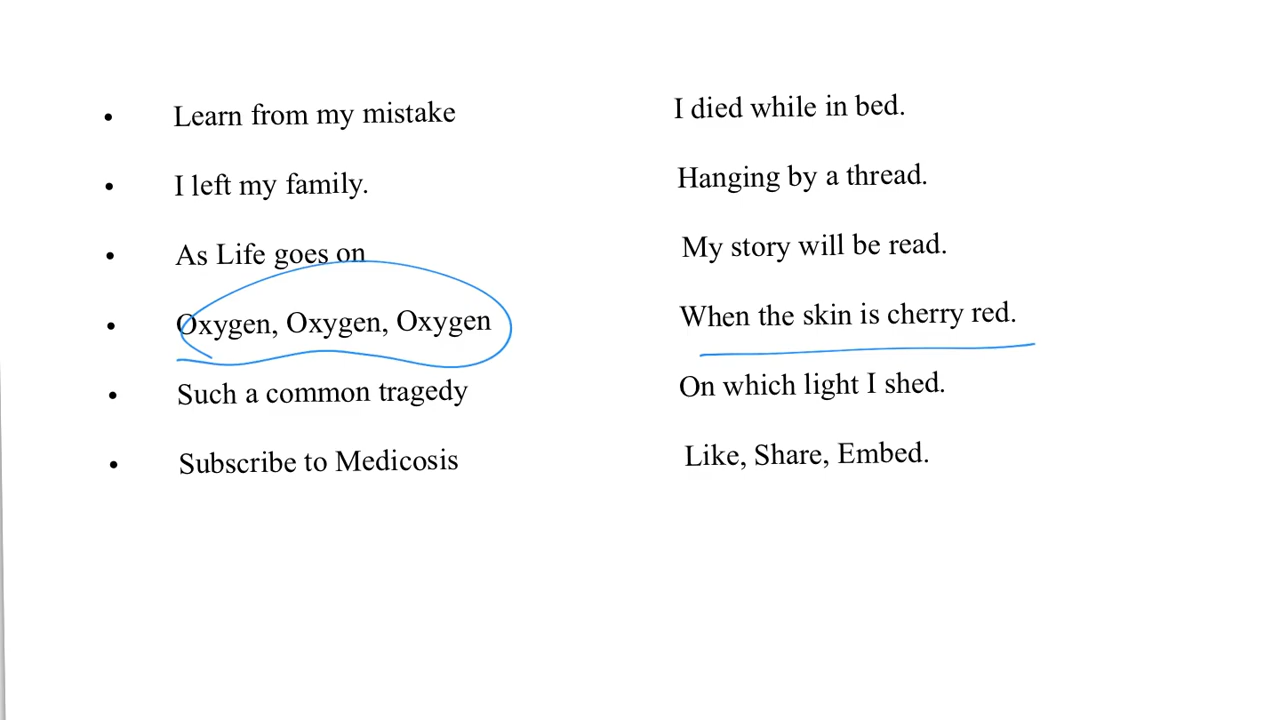 • Learn from my mistake I died while in bed.
• I left my family. Hanging by a thread.
• As Life goes on My story will be read.
• Oxygen, Oxygen, Oxygen When the skin is cherry red.
• Such a common tragedy On which light I shed.
• Subscribe to Medicosis Like, Share, Embed.